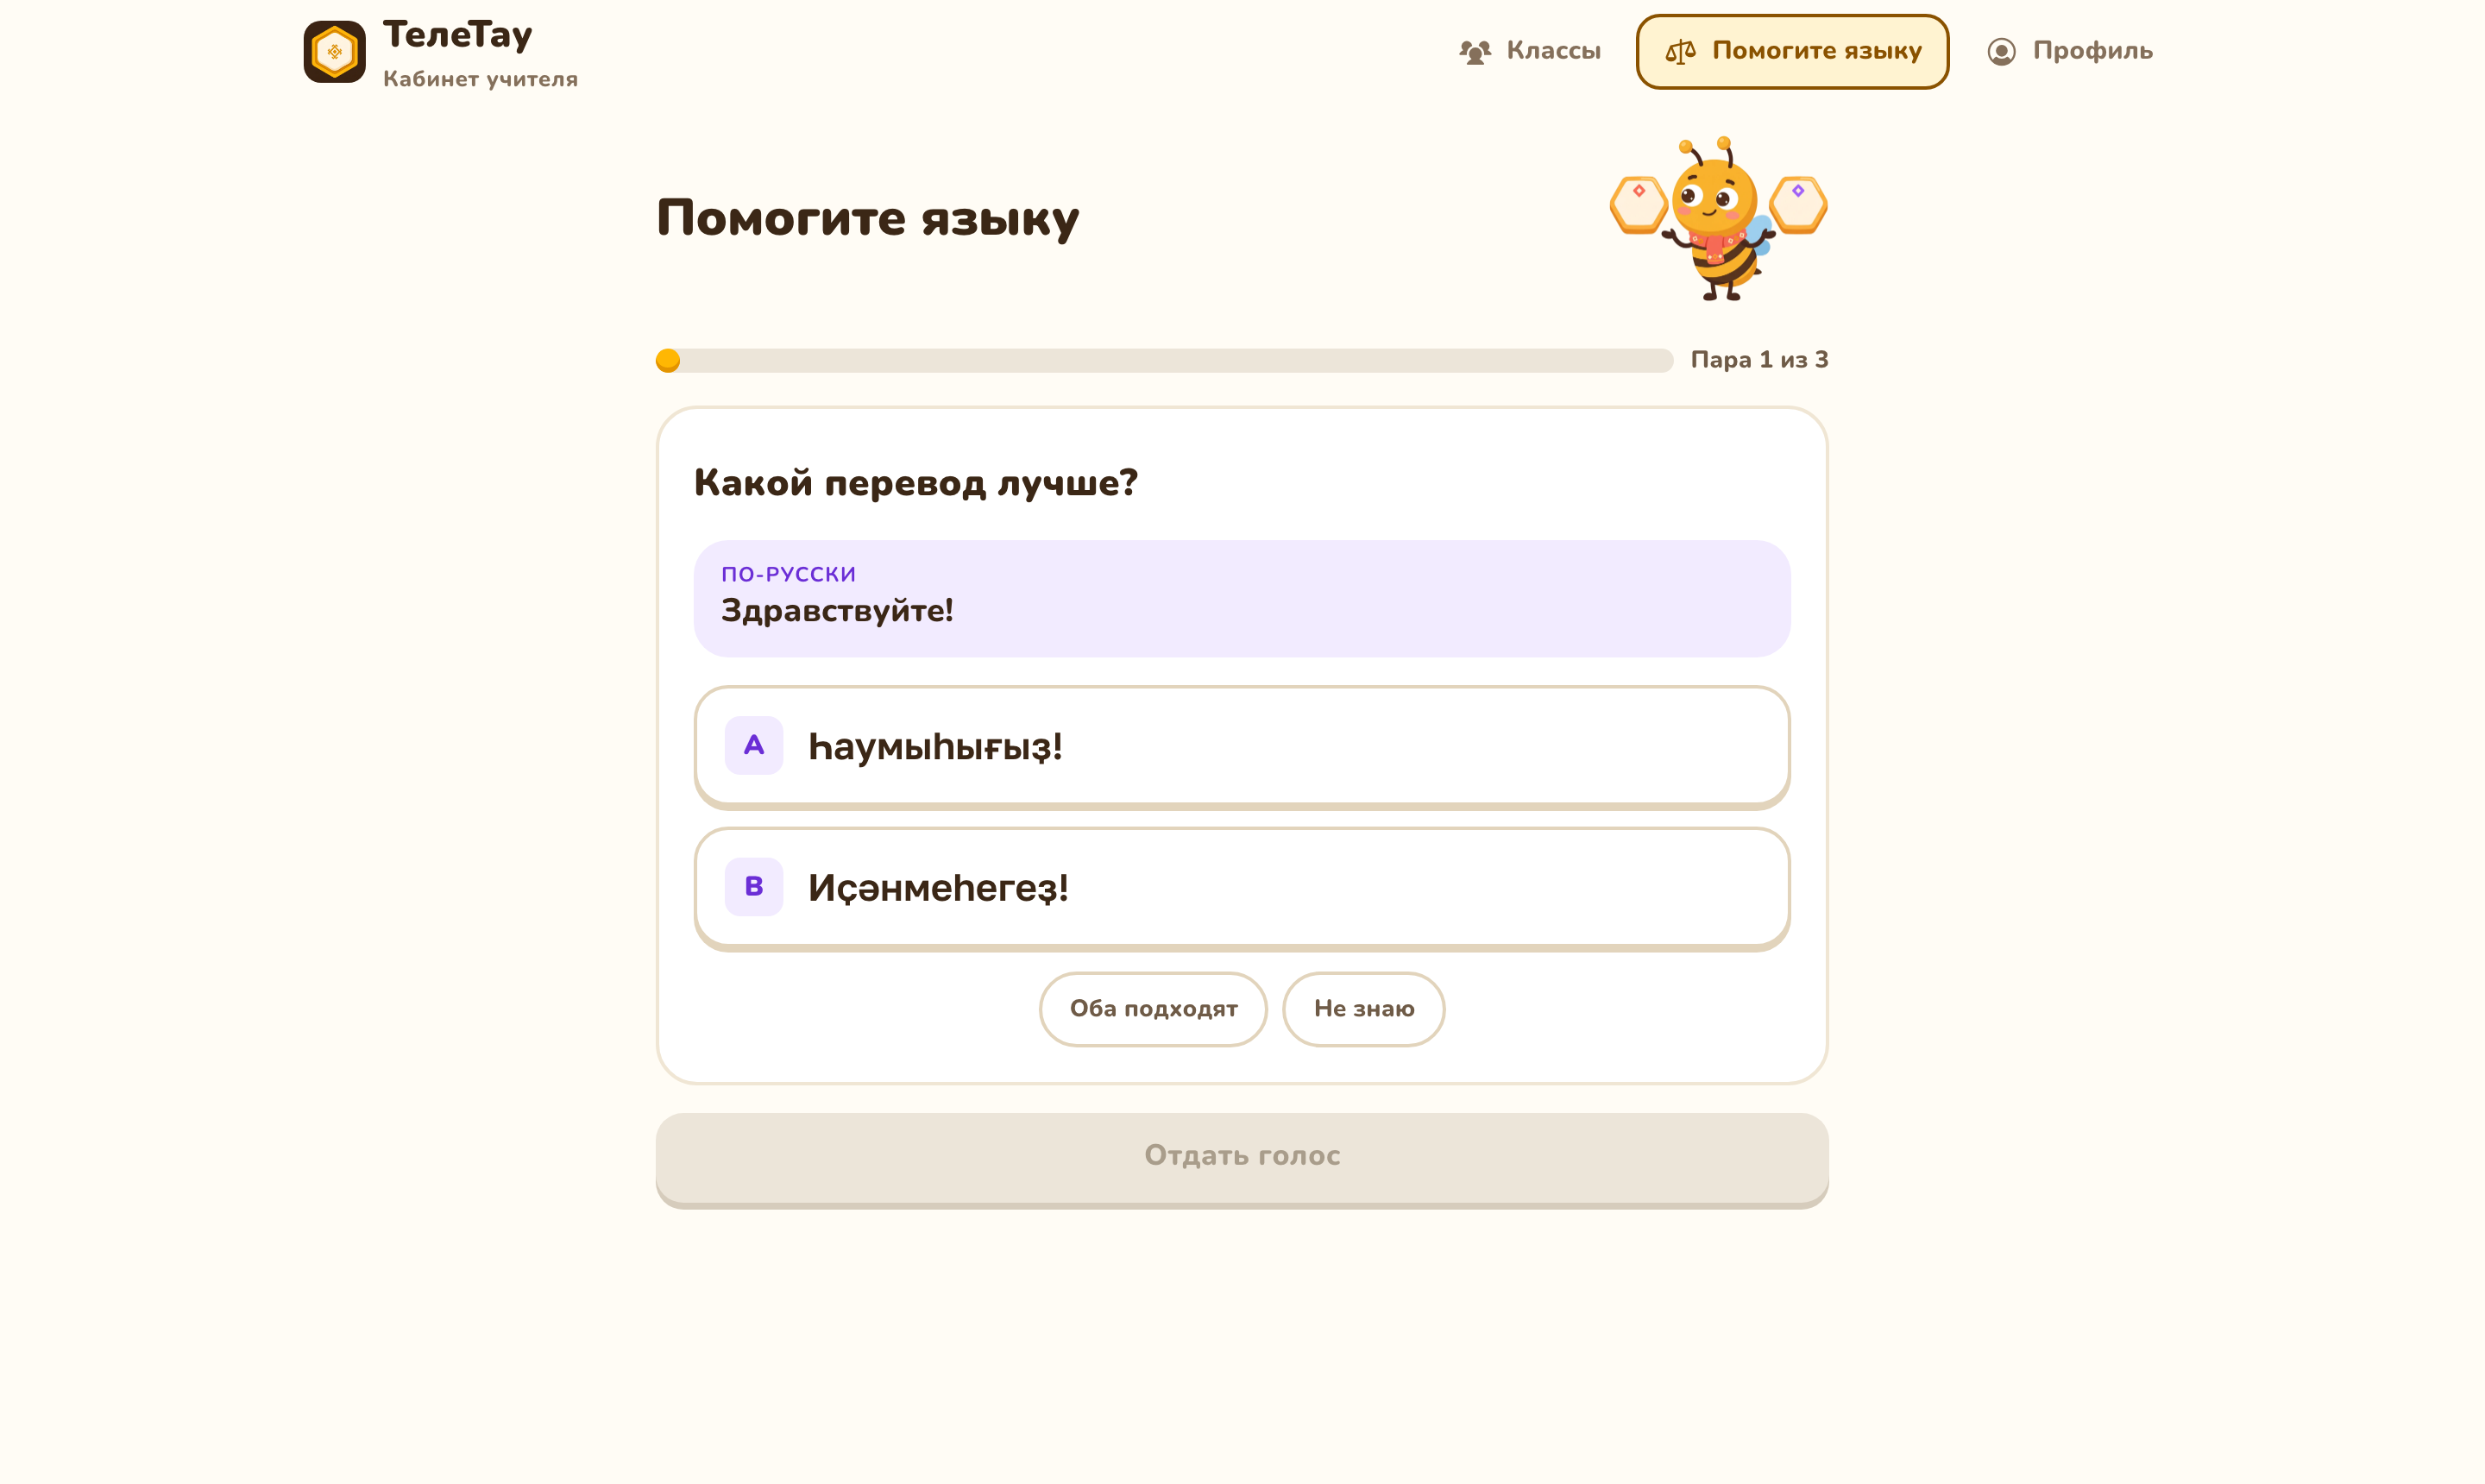 ТелеТау
Кабинет учителя
Классы
Помогите языку
Профиль
Помогите языку
Пара 1 из 3
Какой перевод лучше?
ПО-РУССКИ
Здравствуйте!
A
Һаумыһығыҙ!
B
Иҫәнмеһегеҙ!
Оба подходят
Не знаю
Отдать голос